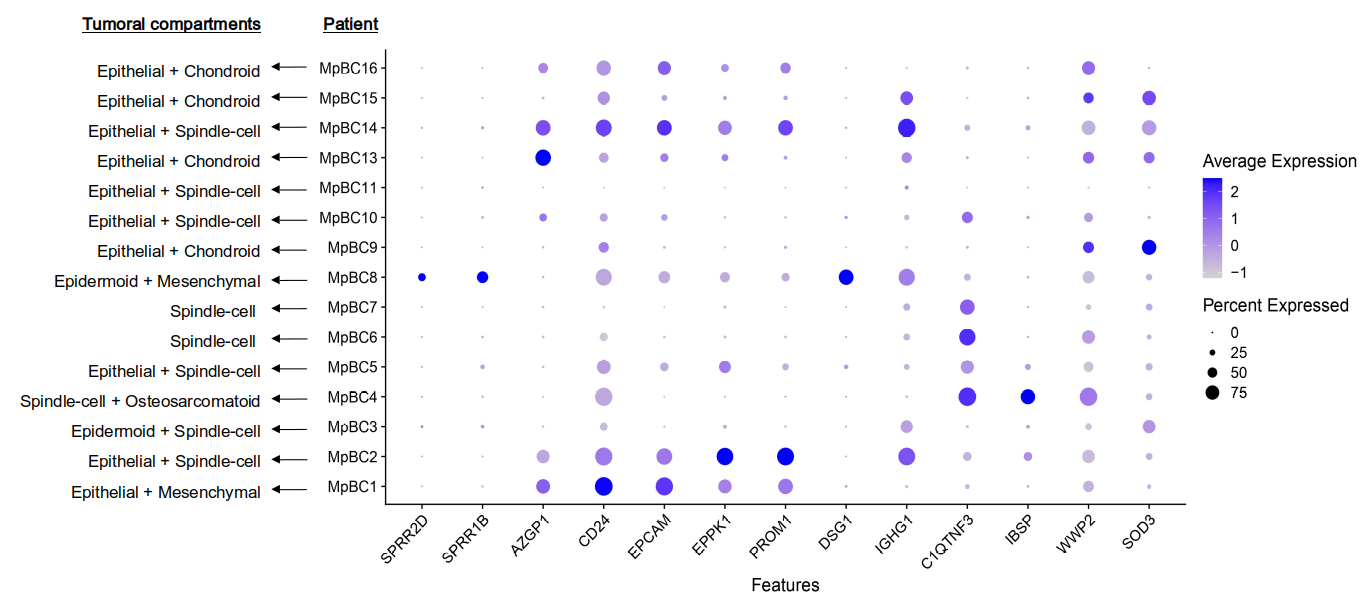 Tumoral compartments Patient
Epithelial + Chondroid MpBC16
Epithelial + Chondroid MpBC15
Epithelial + Spindle-cell MpBC14
Epithelial + Chondroid MpBC13
Epithelial + Spindle-cell MpBC11
Epithelial + Spindle-cell MpBC10
Epithelial + Chondroid MpBC9
Epidermoid + Mesenchymal MpBC8
Spindle-cell MpBC7
Spindle-cell MpBC6
Epithelial + Spindle-cell MpBC5
Spindle-cell + Osteosarcomatoid MpBC4
Epidermoid + Spindle-cell MpBC3
Epithelial + Spindle-cell MpBC2
Epithelial + Mesenchymal MpBC1
SPRR2D SPRR1B AZGP1 CD24 EPCAM EPPK1 PROM1 DSG1 IGHG1 C1QTNF3 IBSP WWP2 SOD3
Features
Average Expression
2
1
0
−1
Percent Expressed
0
25
50
75